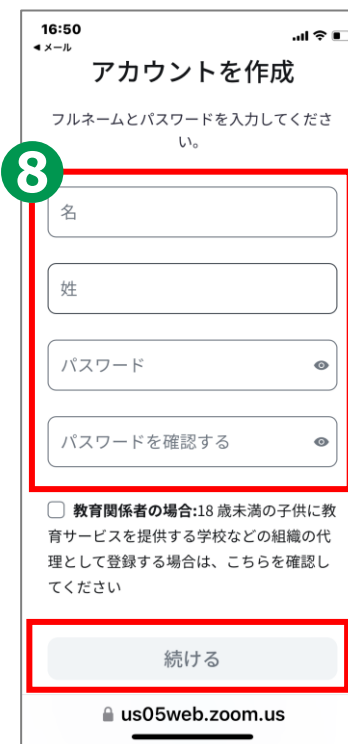 16:50
◀ メール
アカウントを作成
フルネームとパスワードを入力してくださ
い。
8
名
姓
パスワード
パスワードを確認する
教育関係者の場合:18 歳未満の子供に教
育サービスを提供する学校などの組織の代
理として登録する場合は、こちらを確認し
てください
続ける
us05web.zoom.us